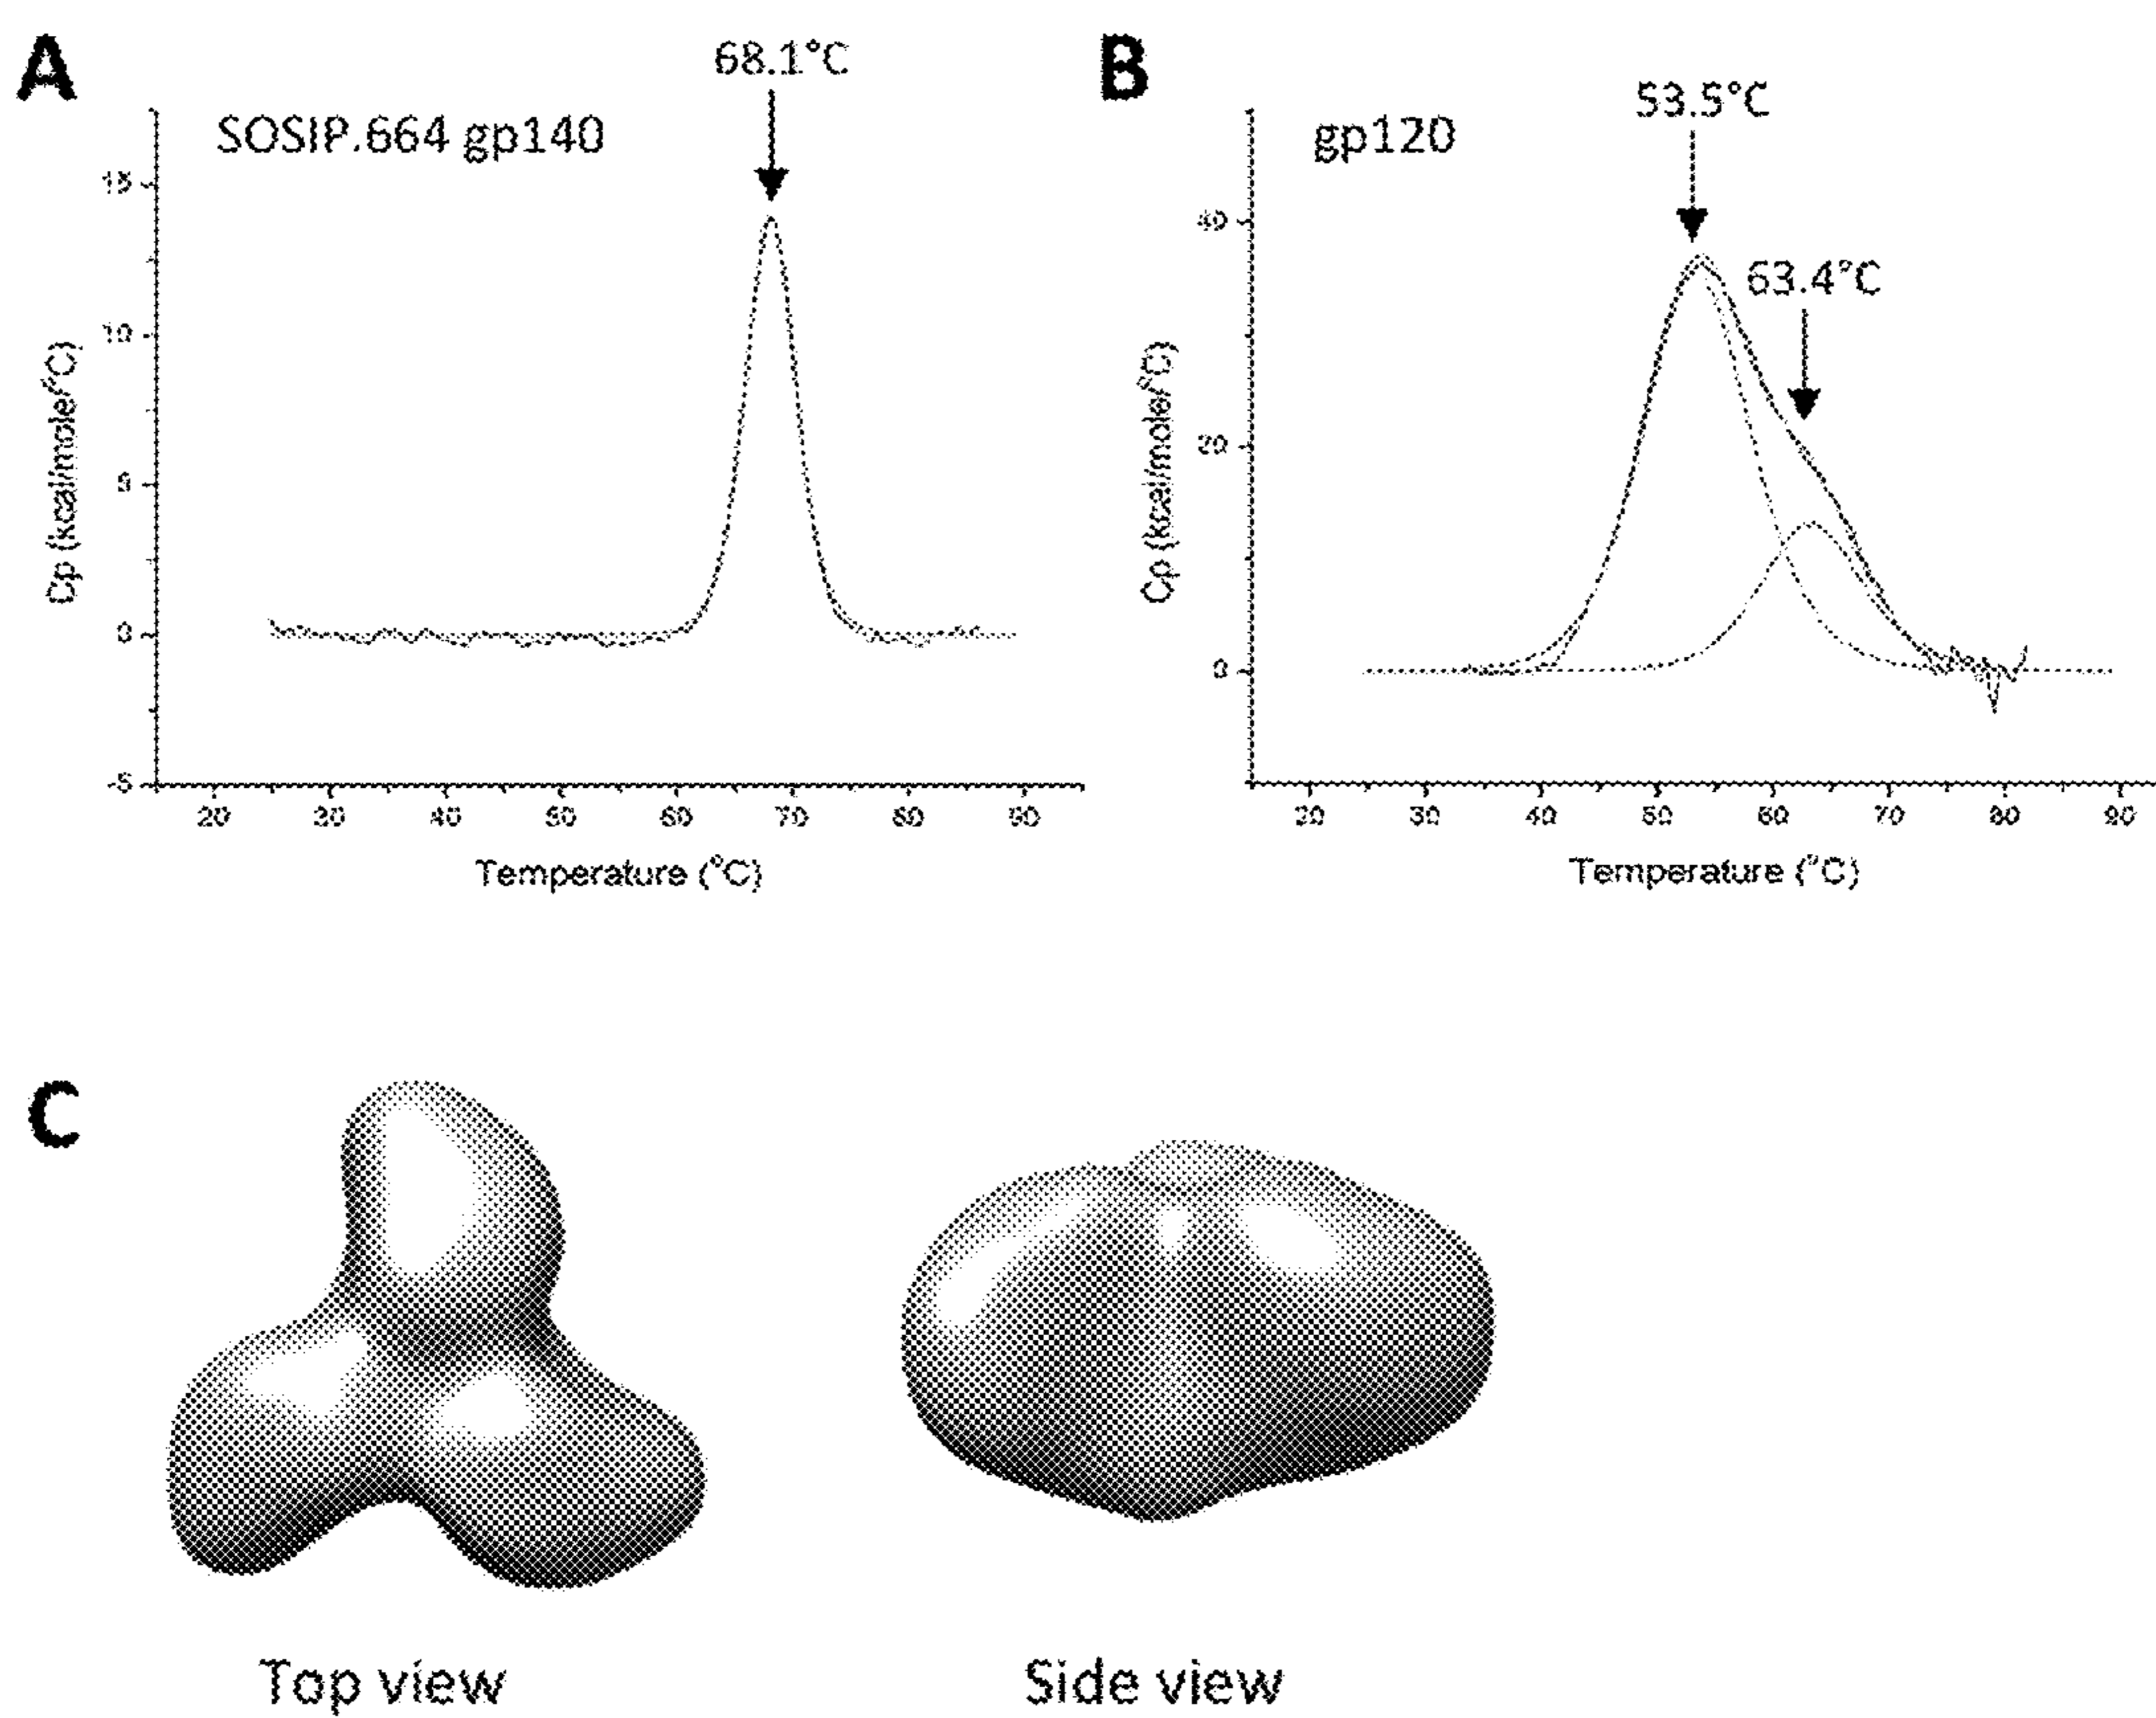 A
68.1°C
SOSIP.664 gp140
15
10
5
0
-5
Cp (kcal/mole/°C)
20 30 40 50 60 70 80 90
Temperature (°C)
B
53.5°C
gp120
63.4°C
40
20
0
Cp (kcal/mole/°C)
20 30 40 50 60 70 80 90
Temperature (°C)
C
Top view
Side view